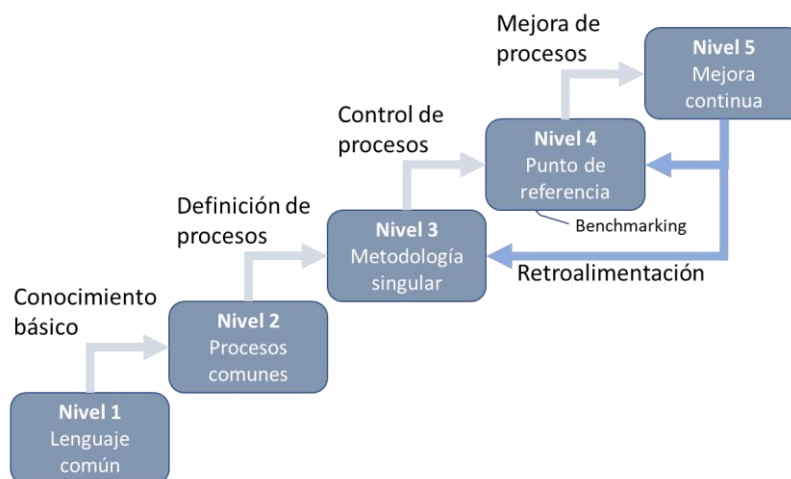 Mejora de
procesos
Nivel 5
Mejora
continua
Control de
procesos
Nivel 4
Punto de
referencia
Benchmarking
Definición de
procesos
Nivel 3
Metodología
singular
Retroalimentación
Conocimiento
básico
Nivel 2
Procesos
comunes
Nivel 1
Lenguaje
común